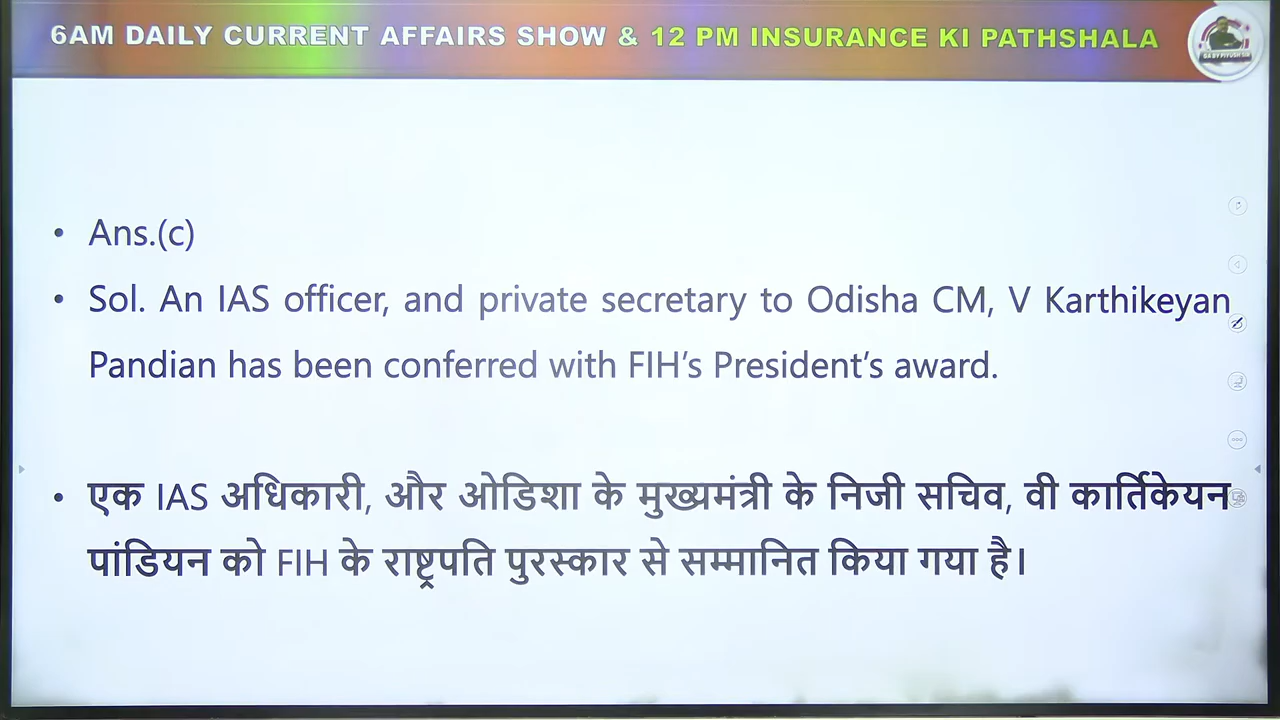 6AM DAILY CURRENT AFFAIRS SHOW & 12 PM INSURANCE KI PATHSHALA
• Ans.(c)
• Sol. An IAS officer, and private secretary to Odisha CM, V Karthikeyan
Pandian has been conferred with FIH's President's award.
• एक IAS अधिकारी, और ओडिशा के मुख्यमंत्री के निजी सचिव, वी कार्तिकेयन
पांडियन को FIH के राष्ट्रपति पुरस्कार से सम्मानित किया गया है।